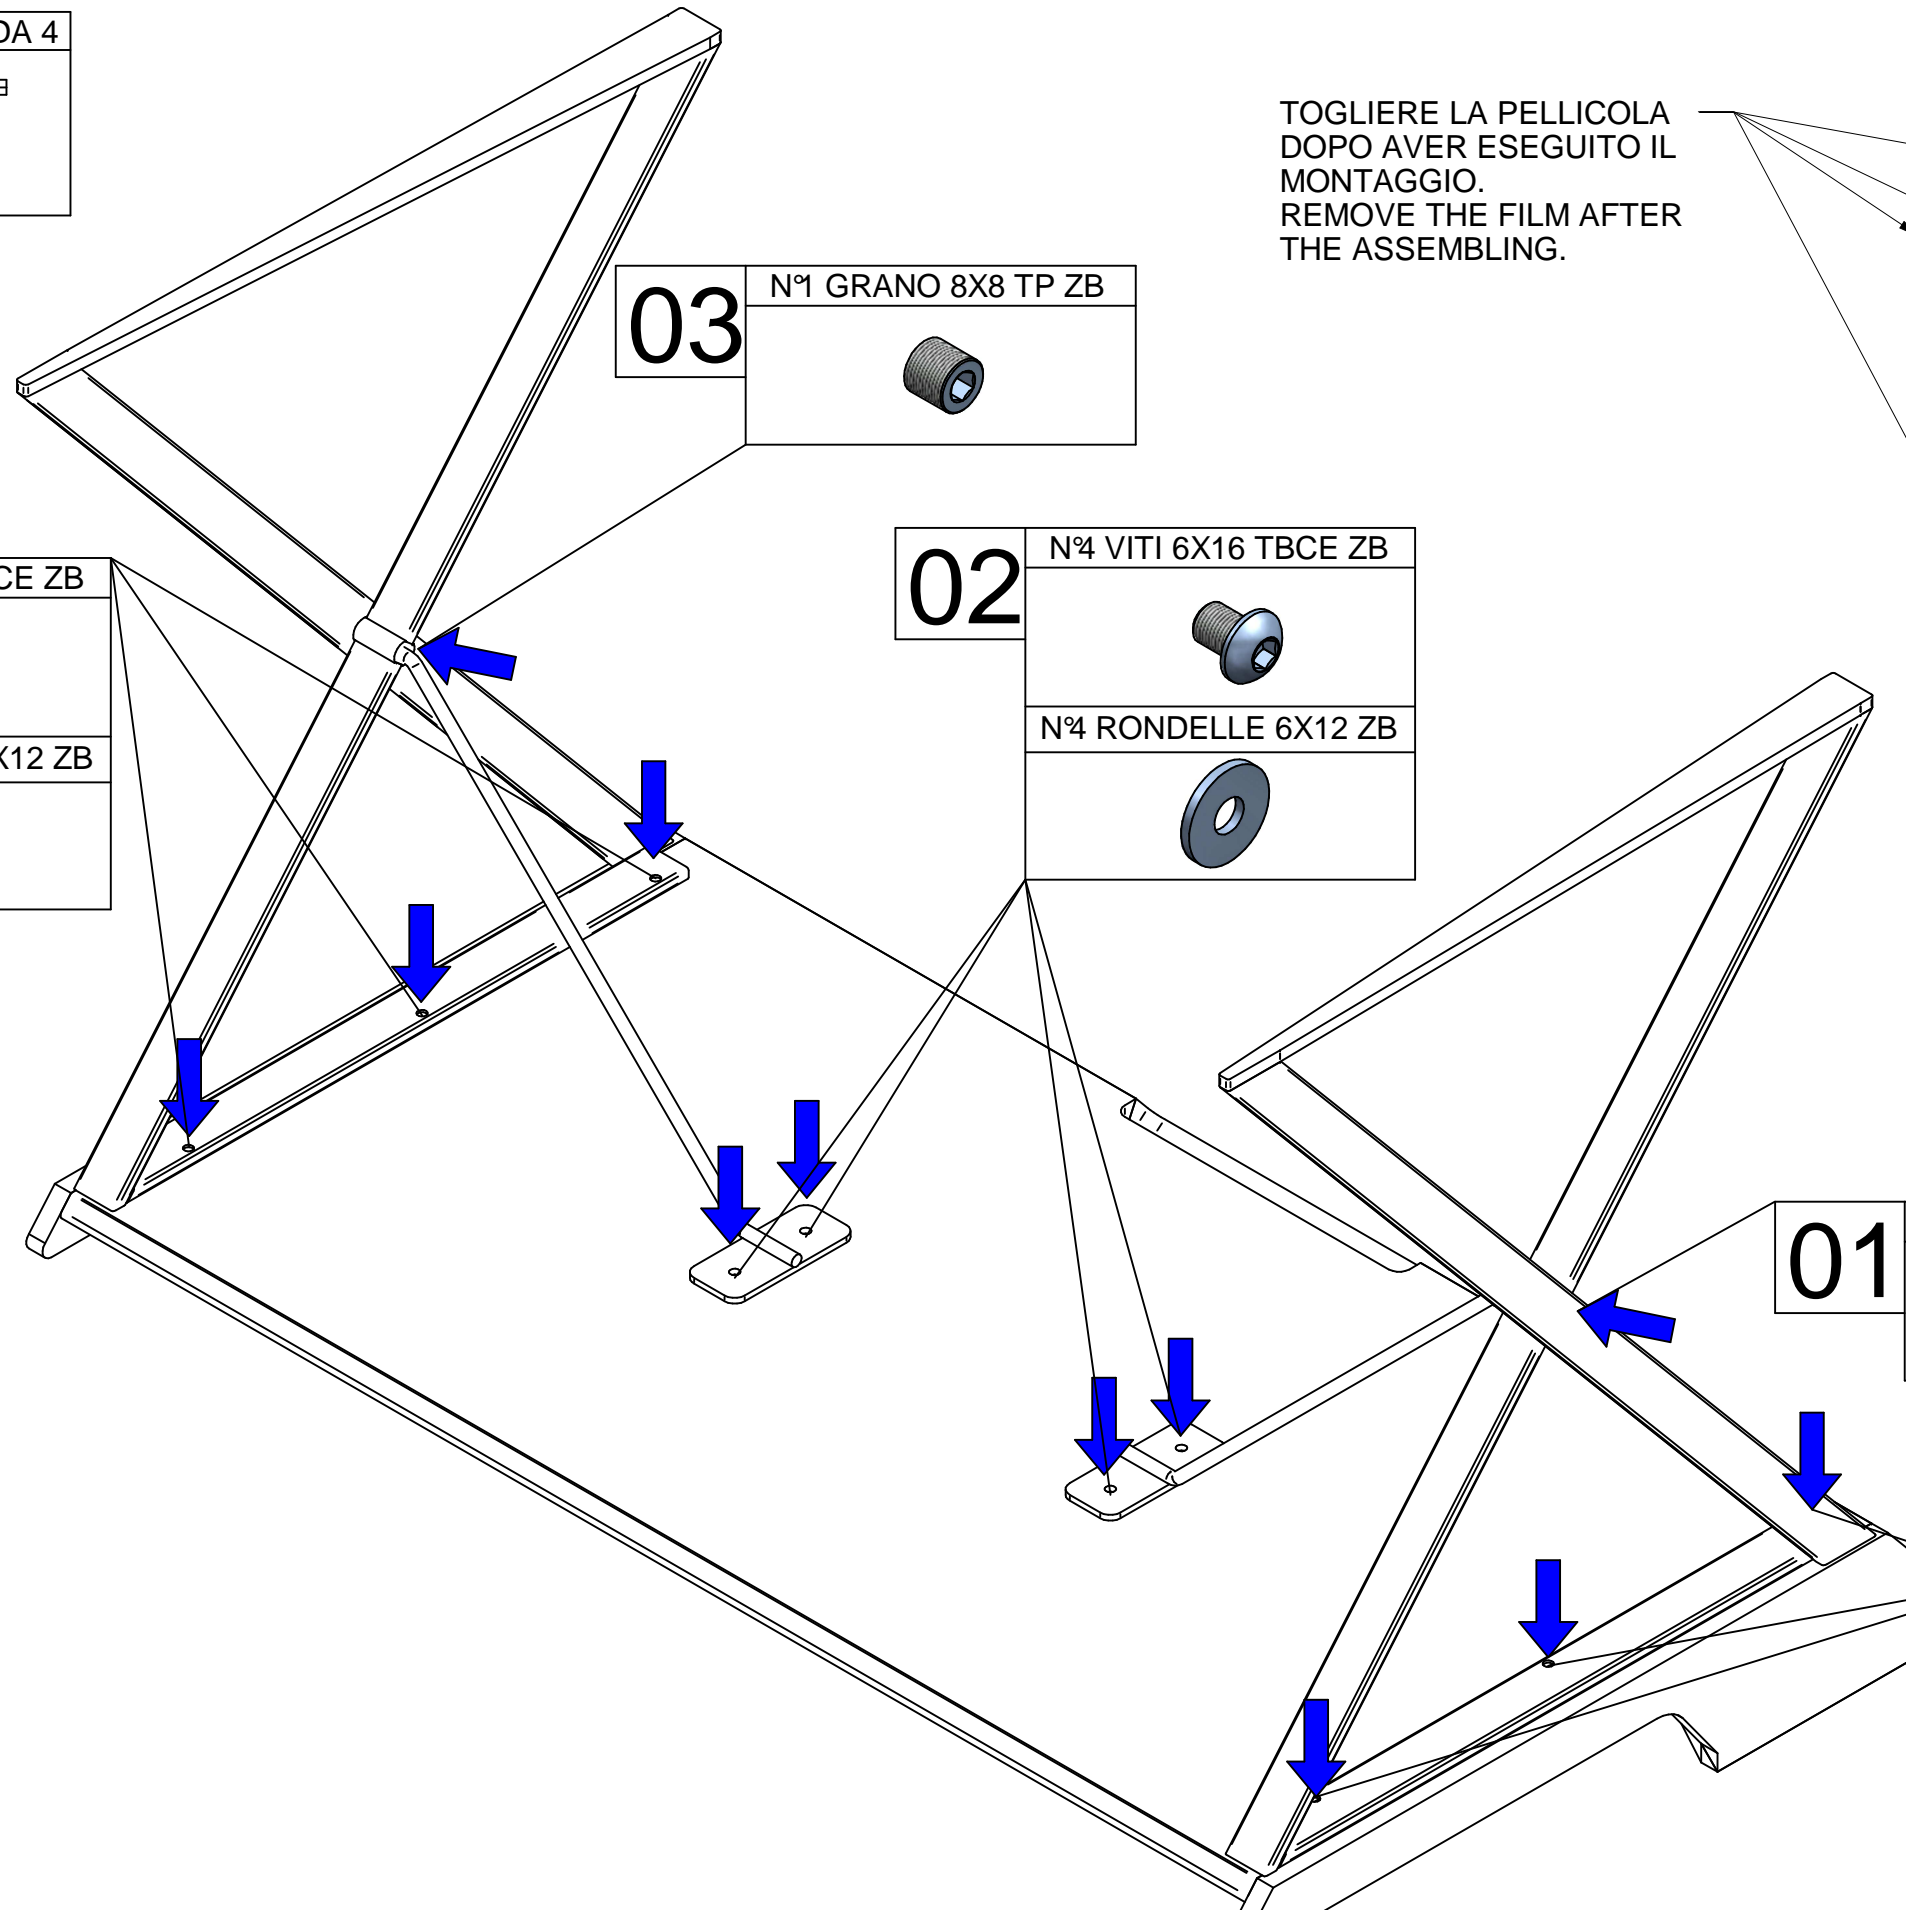 DA 4
TOGLIERE LA PELLICOLA
DOPO AVER ESEGUITO IL
MONTAGGIO.
REMOVE THE FILM AFTER
THE ASSEMBLING.
03
N°1 GRANO 8X8 TP ZB
02
N°4 VITI 6X16 TBCE ZB
N°4 RONDELLE 6X12 ZB
CE ZB
X12 ZB
01